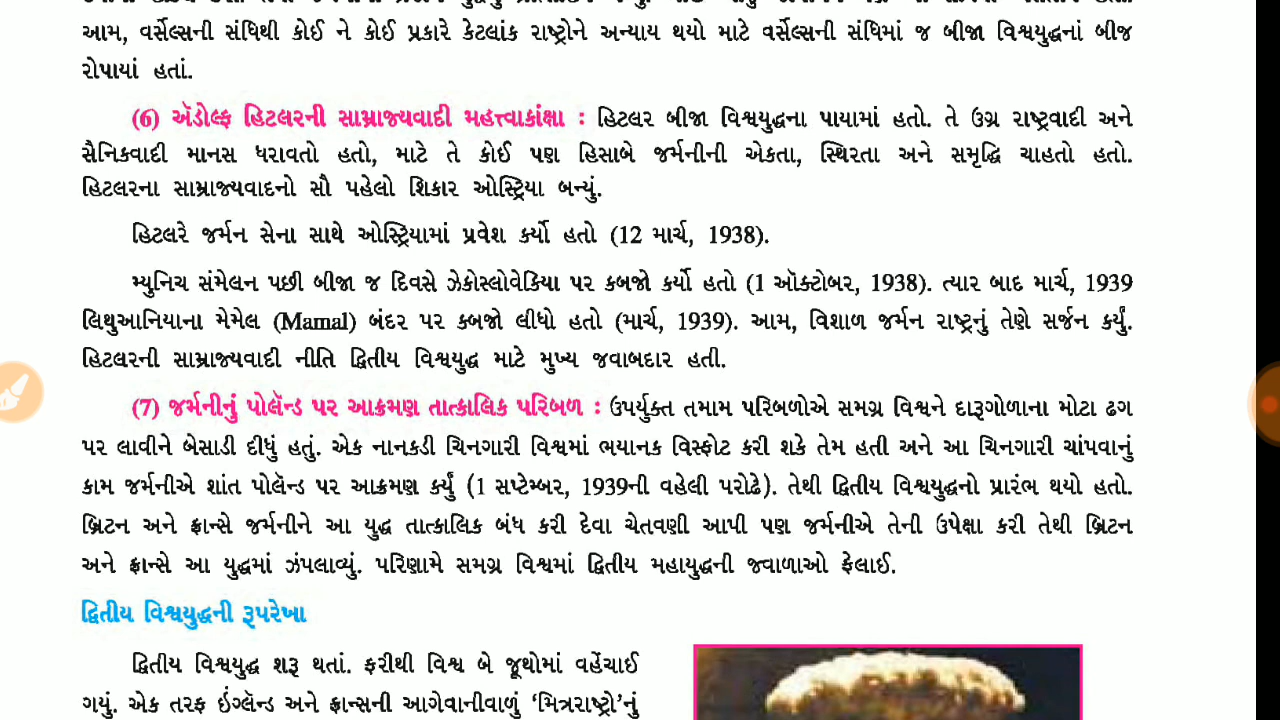 આમ, વર્સેલ્સની સંધિથી કોઈ ને કોઈ પ્રકારે કેટલાંક રાષ્ટ્રોને અન્યાય થયો માટે વર્સેલ્સની સંધિમાં જ બીજા વિશ્વયુદ્ધનાં બીજ
રોપાયાં હતાં.
(6) ઍડોલ્ફ હિટલરની સામ્રાજ્યવાદી મહત્ત્વાકાંક્ષા : હિટલર બીજા વિશ્વયુદ્ધના પાયામાં હતો. તે ઉગ્ર રાષ્ટ્રવાદી અને
સૈનિકવાદી માનસ ધરાવતો હતો, માટે તે કોઈ પણ હિસાબે જર્મનીની એકતા, સ્થિરતા અને સમૃદ્ધિ ચાહતો હતો.
હિટલરના સામ્રાજ્યવાદનો સૌ પહેલો શિકાર ઓસ્ટ્રિયા બન્યું.
હિટલરે જર્મન સેના સાથે ઓસ્ટ્રિયામાં પ્રવેશ કર્યો હતો (12 માર્ચ, 1938).
મ્યુનિચ સંમેલન પછી બીજા જ દિવસે ઝેકોસ્લોવેકિયા પર કબજો કર્યો હતો (1 ઑક્ટોબર, 1938). ત્યાર બાદ માર્ચ, 1939
લિથુઆનિયાના મેમેલ (Mamal) બંદર પર કબજો લીધો હતો (માર્ચ, 1939). આમ, વિશાળ જર્મન રાષ્ટ્રનું તેણે સર્જન કર્યું.
હિટલરની સામ્રાજ્યવાદી નીતિ દ્વિતીય વિશ્વયુદ્ધ માટે મુખ્ય જવાબદાર હતી.
(7) જર્મનીનું પોલૅન્ડ પર આક્રમણ તાત્કાલિક પરિબળ : ઉપર્યુક્ત તમામ પરિબળોએ સમગ્ર વિશ્વને દારૂગોળાના મોટા ઢગ
પર લાવીને બેસાડી દીધું હતું. એક નાનકડી ચિનગારી વિશ્વમાં ભયાનક વિસ્ફોટ કરી શકે તેમ હતી અને આ ચિનગારી ચાંપવાનું
કામ જર્મનીએ શાંત પોલૅન્ડ પર આક્રમણ કર્યું (1 સપ્ટેમ્બર, 1939ની વહેલી પરોઢે). તેથી દ્વિતીય વિશ્વયુદ્ધનો પ્રારંભ થયો હતો.
બ્રિટન અને ફ્રાન્સે જર્મનીને આ યુદ્ધ તાત્કાલિક બંધ કરી દેવા ચેતવણી આપી પણ જર્મનીએ તેની ઉપેક્ષા કરી તેથી બ્રિટન
અને ફ્રાન્સે આ યુદ્ધમાં ઝંપલાવ્યું. પરિણામે સમગ્ર વિશ્વમાં દ્વિતીય મહાયુદ્ધની જ્વાળાઓ ફેલાઈ.
દ્વિતીય વિશ્વયુદ્ધની રૂપરેખા
દ્વિતીય વિશ્વયુદ્ધ શરૂ થતાં. ફરીથી વિશ્વ બે જૂથોમાં વહેંચાઈ
ગયું. એક તરફ ઇંગ્લૅન્ડ અને ફ્રાન્સની આગેવાનીવાળું ‘મિત્રરાષ્ટ્રો’નું